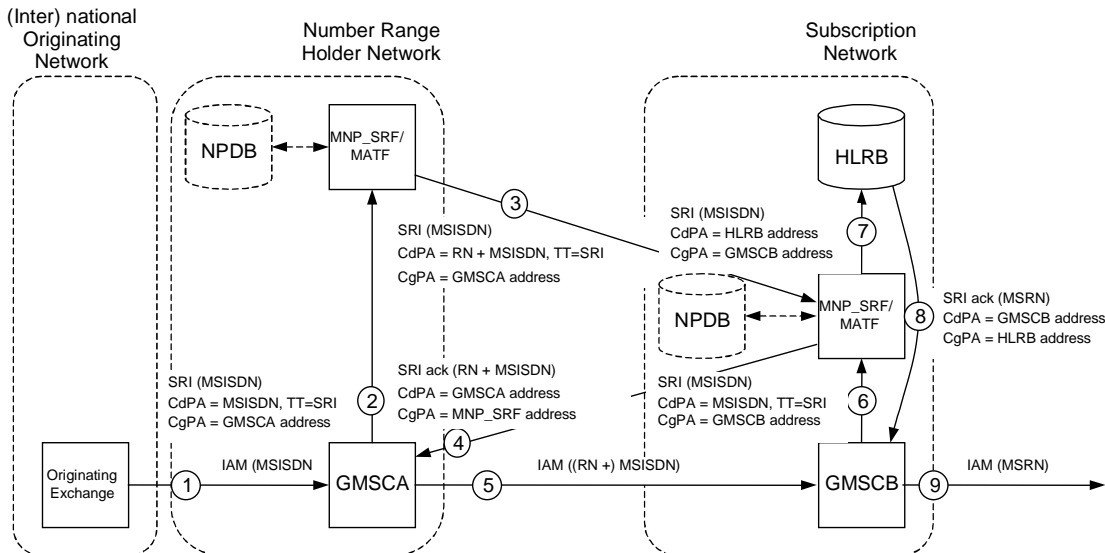 (Inter) national
Originating
Network
Number Range
Holder Network
Subscription
Network
NPDB
MNP_SRF/
MATF
HLRB
3
SRI (MSISDN)
CdPA = RN + MSISDN, TT=SRI
CgPA = GMSCA address
SRI (MSISDN)
CdPA = HLRB address
CgPA = GMSCB address
7
NPDB
MNP_SRF/
MATF
8
SRI ack (MSRN)
CdPA = GMSCB address
CgPA = HLRB address
SRI (MSISDN)
CdPA = MSISDN, TT=SRI
CgPA = GMSCA address
2
SRI ack (RN + MSISDN)
CdPA = GMSCA address
CgPA = MNP_SRF address
4
SRI (MSISDN)
CdPA = MSISDN, TT=SRI
CgPA = GMSCB address
6
Originating
Exchange
1
IAM (MSISDN
GMSCA
5
IAM ((RN +) MSISDN)
GMSCB
9
IAM (MSRN)